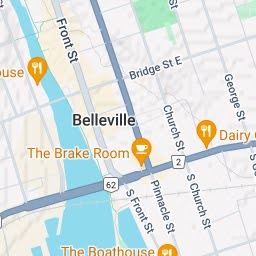 Front St
Bridge St E
ouse
George St
Belleville
Church St
Dairy
The Brake Room
2
62
S Front St
Pinnacle St
S Church St
The Boathouse